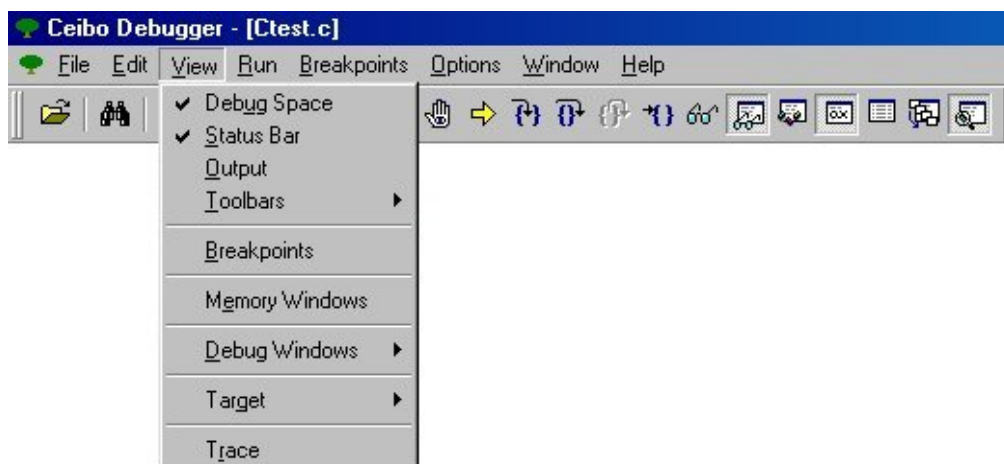 Ceibo Debugger - [Ctest.c]
File Edit View Run Breakpoints Options Window Help
Debug Space
Status Bar
Output
Toolbars
Breakpoints
Memory Windows
Debug Windows
Target
Trace